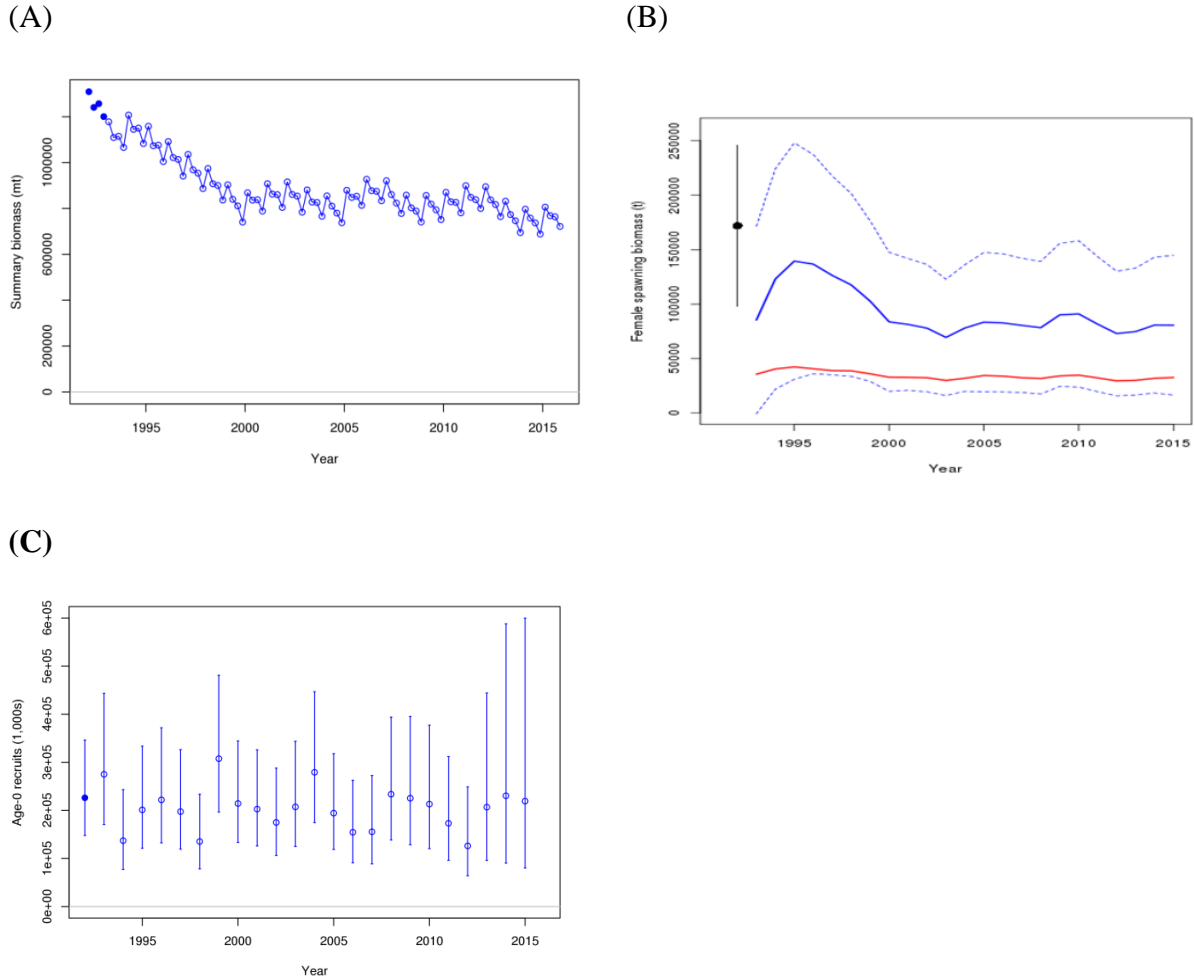 (A)
(B)
Summary biomass (mt)
0
200000
400000
600000
800000
1000000
1995
2000
2005
2010
2015
Year
Female spawning biomass (t)
0
50000
100000
150000
200000
250000
1995
2000
2005
2010
2015
Year
(C)
Age-0 recruits (1,000s)
0e+00
1e+05
2e+05
3e+05
4e+05
5e+05
6e+05
1995
2000
2005
2010
2015
Year